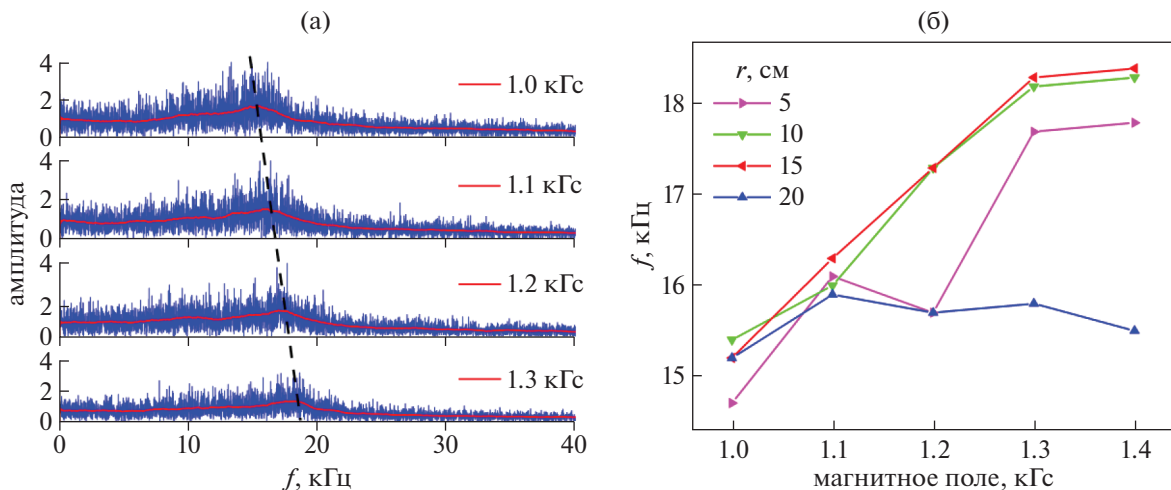 (а)
4
2
0
1.0 кГс
4
2
0
1.1 кГс
4
2
0
1.2 кГс
4
2
0
1.3 кГс
0 10 20 30 40
f, кГц
амплитуда
(б)
r, см
5
10
15
20
18
17
16
15
f, кГц
1.0 1.1 1.2 1.3 1.4
магнитное поле, кГс